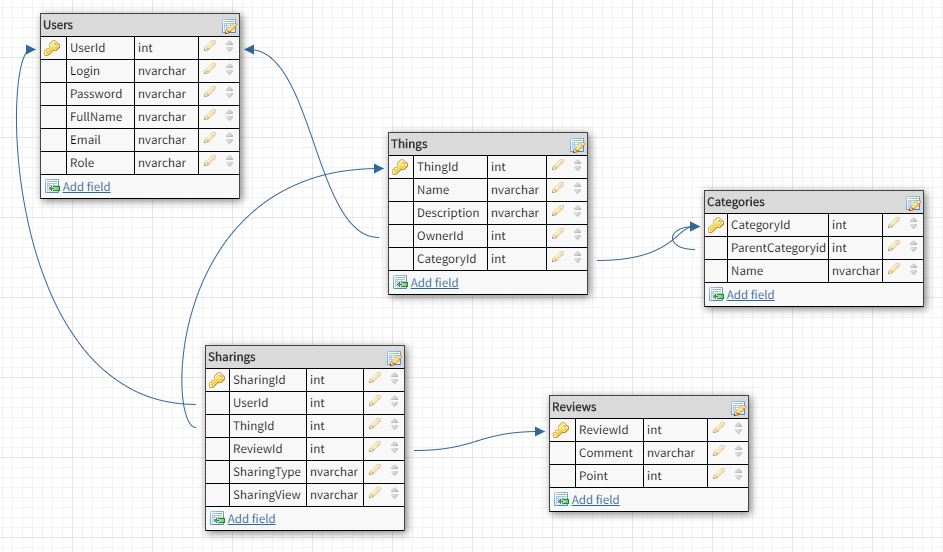 Users
UserId int
Login nvarchar
Password nvarchar
FullName nvarchar
Email nvarchar
Role nvarchar
Add field
Things
ThingId int
Name nvarchar
Description nvarchar
OwnerId int
CategoryId int
Add field
Categories
CategoryId int
ParentCategoryid int
Name nvarchar
Add field
Sharings
SharingId int
UserId int
ThingId int
ReviewId int
SharingType nvarchar
SharingView nvarchar
Add field
Reviews
ReviewId int
Comment nvarchar
Point int
Add field